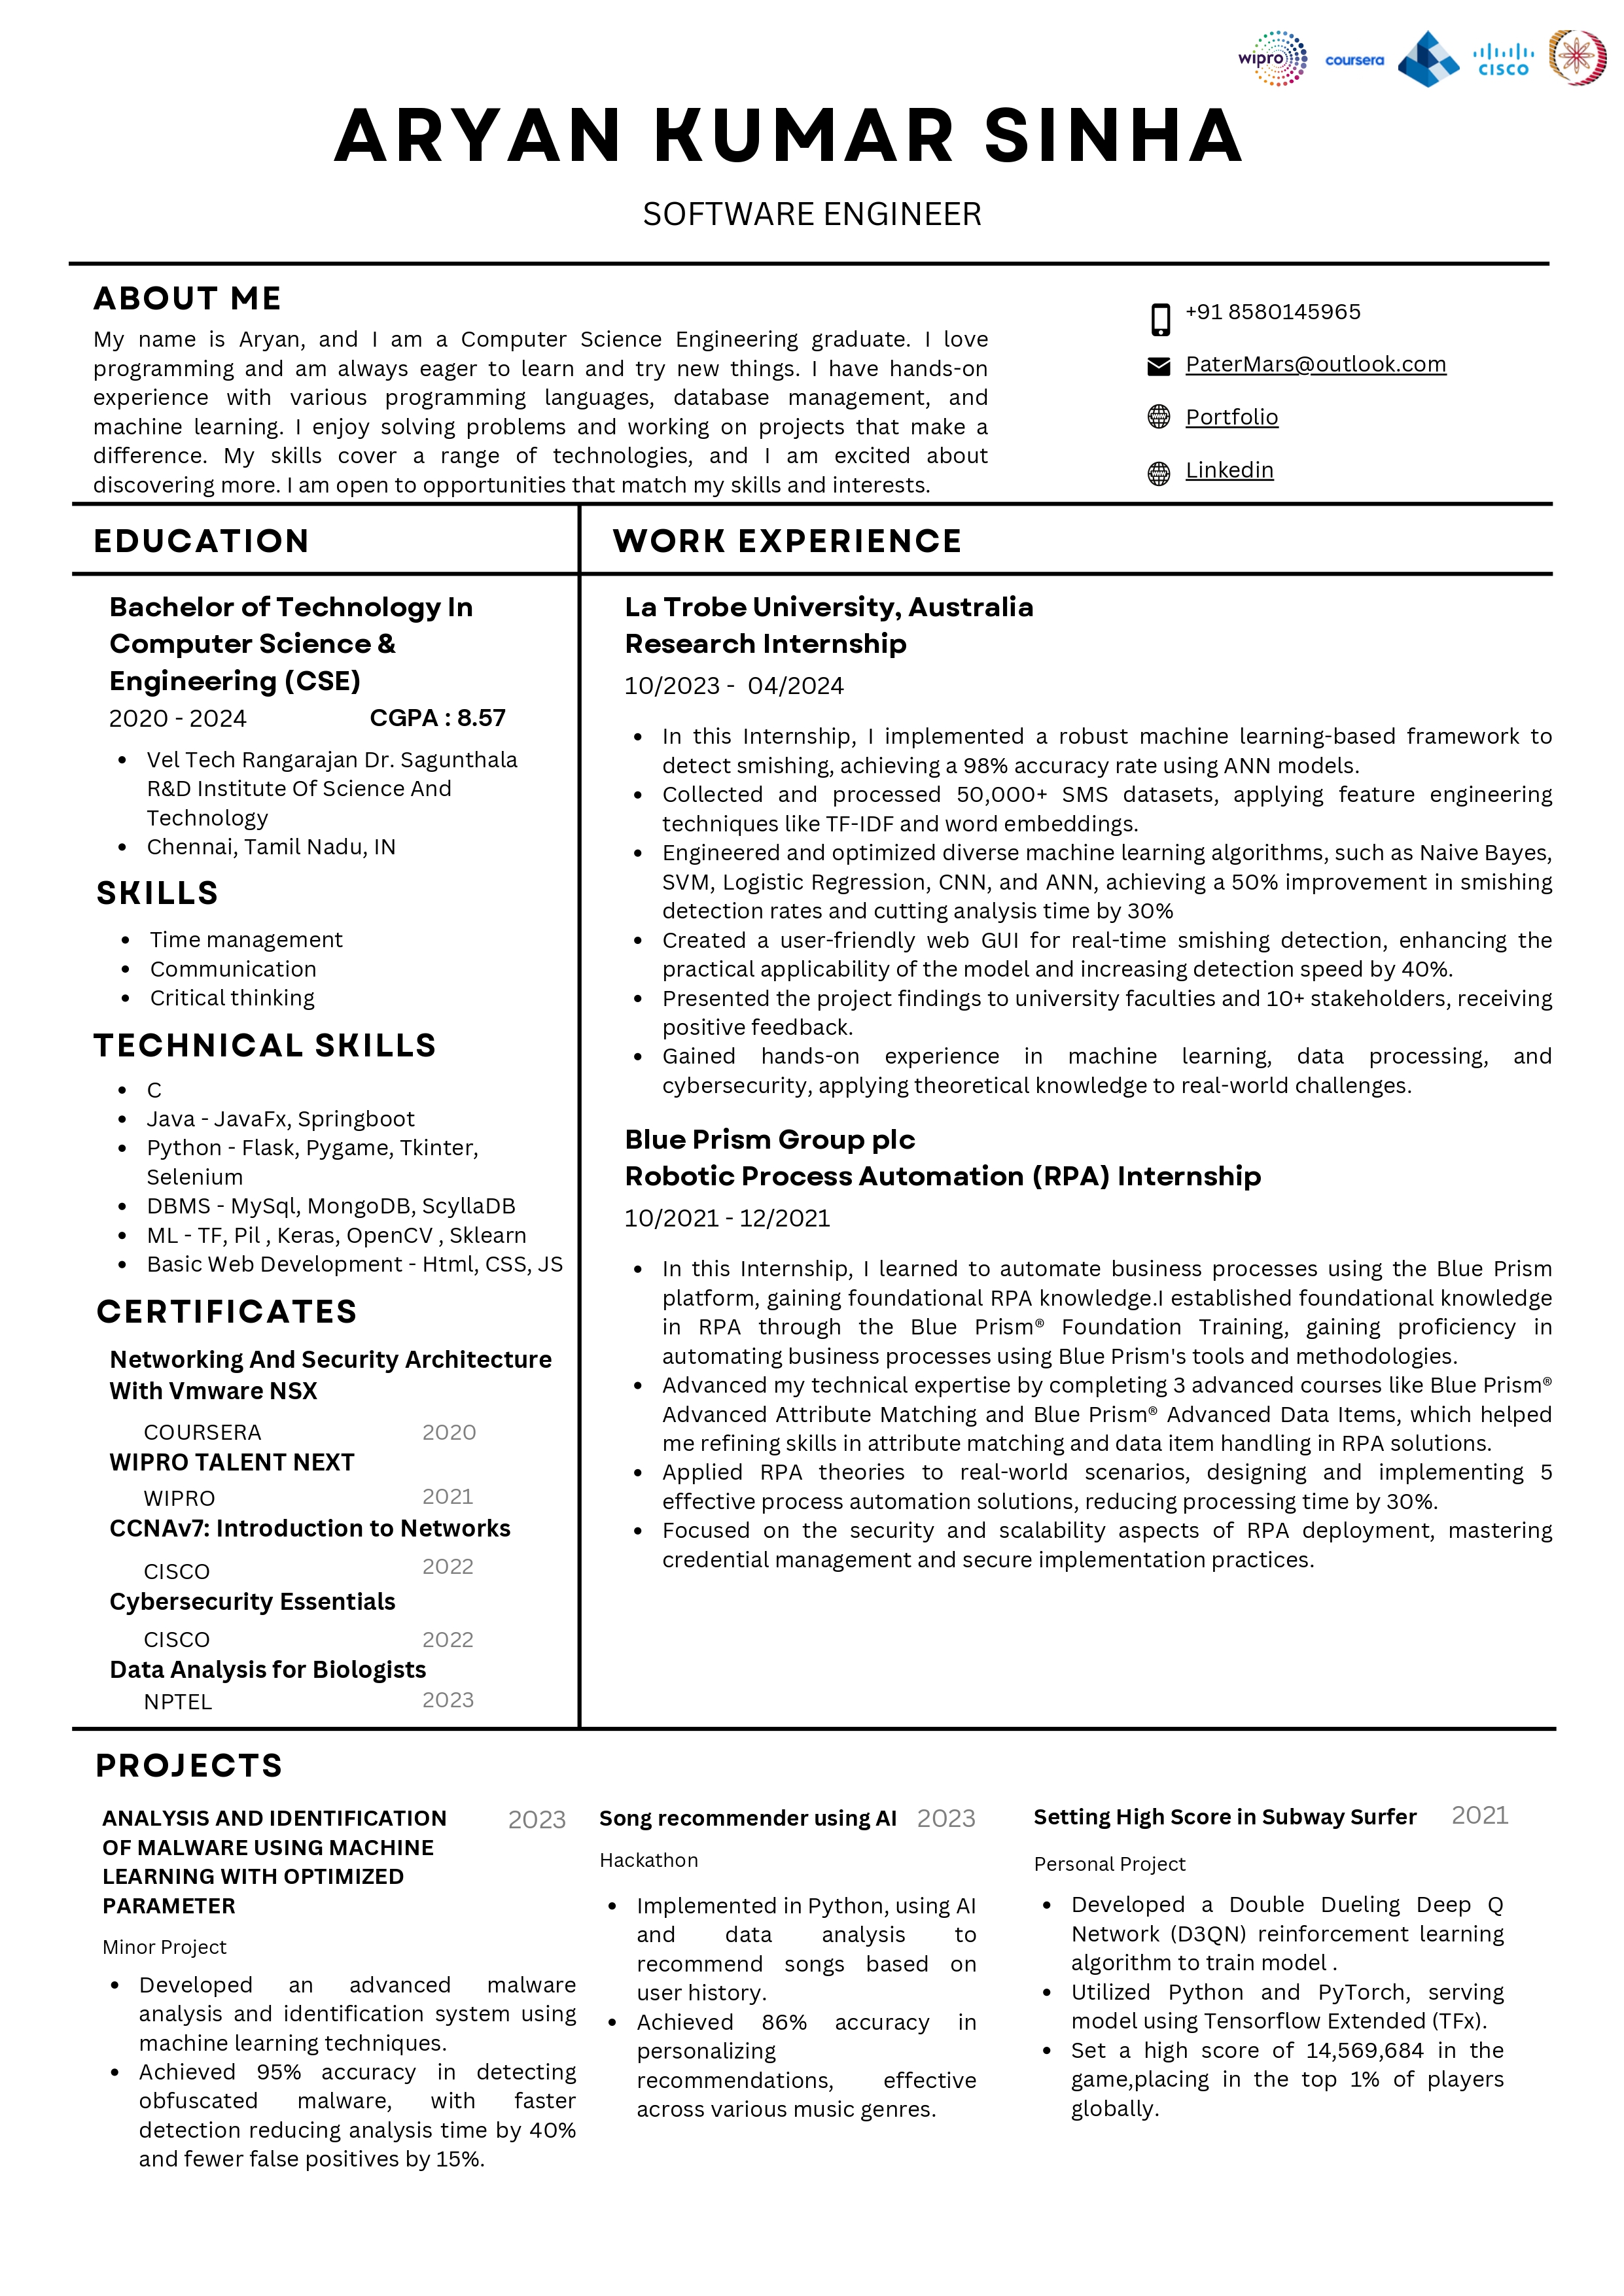 wipro
coursera
CISCO
ARYAN KUMAR SINHA
SOFTWARE ENGINEER
ABOUT ME
My name is Aryan, and I am a Computer Science Engineering graduate. I love
programming and am always eager to learn and try new things. I have hands-on
experience with various programming languages, database management, and
machine learning. I enjoy solving problems and working on projects that make a
difference. My skills cover a range of technologies, and I am excited about
discovering more. I am open to opportunities that match my skills and interests.
+91 8580145965
PaterMars@outlook.com
Portfolio
Linkedin
EDUCATION
Bachelor of Technology In
Computer Science &
Engineering (CSE)
2020 - 2024 CGPA : 8.57
• Vel Tech Rangarajan Dr. Sagunthala
R&D Institute Of Science And
Technology
• Chennai, Tamil Nadu, IN
SKILLS
• Time management
• Communication
• Critical thinking
TECHNICAL SKILLS
• C
• Java - JavaFx, Springboot
• Python - Flask, Pygame, Tkinter,
Selenium
• DBMS - MySql, MongoDB, ScyllaDB
• ML - TF, Pil , Keras, OpenCV , Sklearn
• Basic Web Development - Html, CSS, JS
CERTIFICATES
Networking And Security Architecture
With Vmware NSX
COURSERA 2020
WIPRO TALENT NEXT
WIPRO 2021
CCNAv7: Introduction to Networks
CISCO 2022
Cybersecurity Essentials
CISCO 2022
Data Analysis for Biologists
NPTEL 2023
WORK EXPERIENCE
La Trobe University, Australia
Research Internship
10/2023 - 04/2024
• In this Internship, I implemented a robust machine learning-based framework to
detect smishing, achieving a 98% accuracy rate using ANN models.
• Collected and processed 50,000+ SMS datasets, applying feature engineering
techniques like TF-IDF and word embeddings.
• Engineered and optimized diverse machine learning algorithms, such as Naive Bayes,
SVM, Logistic Regression, CNN, and ANN, achieving a 50% improvement in smishing
detection rates and cutting analysis time by 30%
• Created a user-friendly web GUI for real-time smishing detection, enhancing the
practical applicability of the model and increasing detection speed by 40%.
• Presented the project findings to university faculties and 10+ stakeholders, receiving
positive feedback.
• Gained hands-on experience in machine learning, data processing, and
cybersecurity, applying theoretical knowledge to real-world challenges.
Blue Prism Group plc
Robotic Process Automation (RPA) Internship
10/2021 - 12/2021
• In this Internship, I learned to automate business processes using the Blue Prism
platform, gaining foundational RPA knowledge.I established foundational knowledge
in RPA through the Blue Prism® Foundation Training, gaining proficiency in
automating business processes using Blue Prism's tools and methodologies.
• Advanced my technical expertise by completing 3 advanced courses like Blue Prism®
Advanced Attribute Matching and Blue Prism® Advanced Data Items, which helped
me refining skills in attribute matching and data item handling in RPA solutions.
• Applied RPA theories to real-world scenarios, designing and implementing 5
effective process automation solutions, reducing processing time by 30%.
• Focused on the security and scalability aspects of RPA deployment, mastering
credential management and secure implementation practices.
PROJECTS
ANALYSIS AND IDENTIFICATION 2023
OF MALWARE USING MACHINE
LEARNING WITH OPTIMIZED
PARAMETER
Minor Project
• Developed an advanced malware
analysis and identification system using
machine learning techniques.
• Achieved 95% accuracy in detecting
obfuscated malware, with faster
detection reducing analysis time by 40%
and fewer false positives by 15%.
Song recommender using AI 2023
Hackathon
• Implemented in Python, using AI
and data analysis to
recommend songs based on
user history.
• Achieved 86% accuracy in
personalizing
recommendations, effective
across various music genres.
Setting High Score in Subway Surfer 2021
Personal Project
• Developed a Double Dueling Deep Q
Network (D3QN) reinforcement learning
algorithm to train model .
• Utilized Python and PyTorch, serving
model using Tensorflow Extended (TFx).
• Set a high score of 14,569,684 in the
game,placing in the top 1% of players
globally.